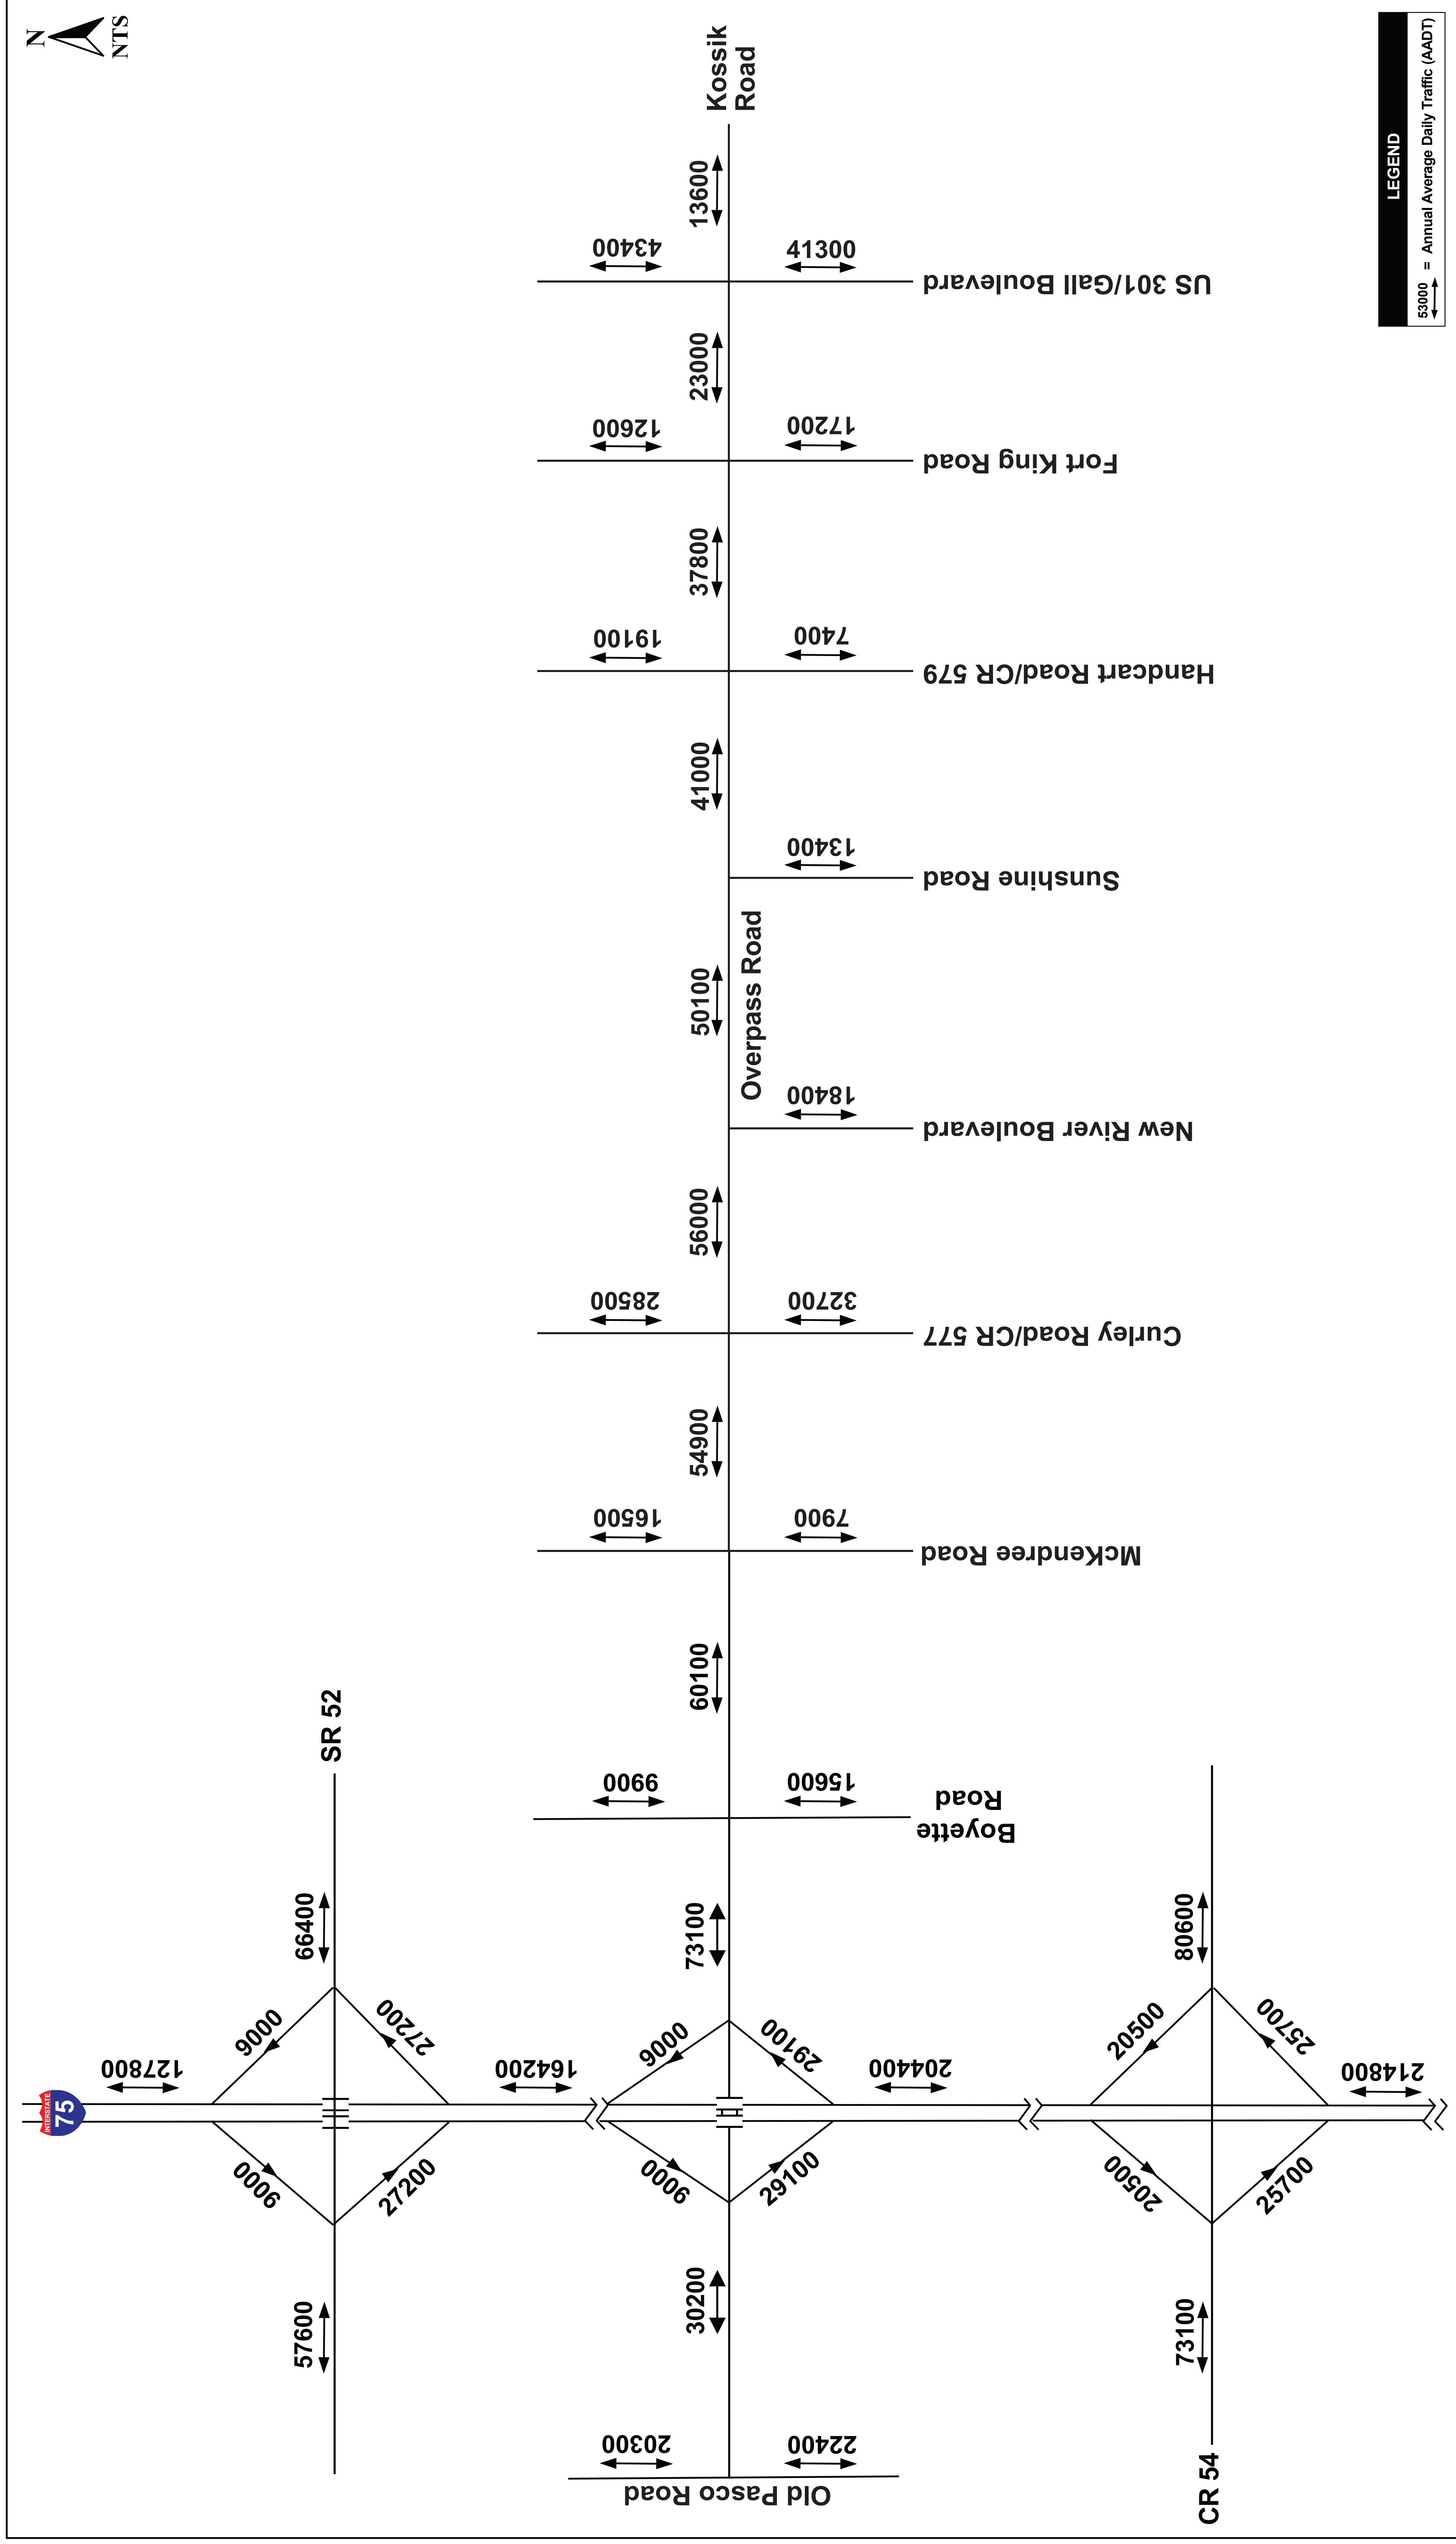 N
NTS
INTERSTATE
75
127800
9000
27200
9000
27200
57600
66400
SR 52
164200
9000
29100
9000
29100
204400
Old Pasco Road
20300
22400
30200
73100
Boyette
Road
9900
15600
60100
McKendree Road
16500
7900
54900
Curley Road/CR 577
28500
32700
56000
New River Boulevard
18400
Overpass Road
50100
Sunshine Road
13400
41000
Handcart Road/CR 579
19100
7400
37800
Fort King Road
12600
17200
23000
US 301/Gall Boulevard
43400
41300
13600
Kossik
Road
CR 54
73100
80600
20500
25700
20500
25700
214800
LEGEND
53000 = Annual Average Daily Traffic (AADT)